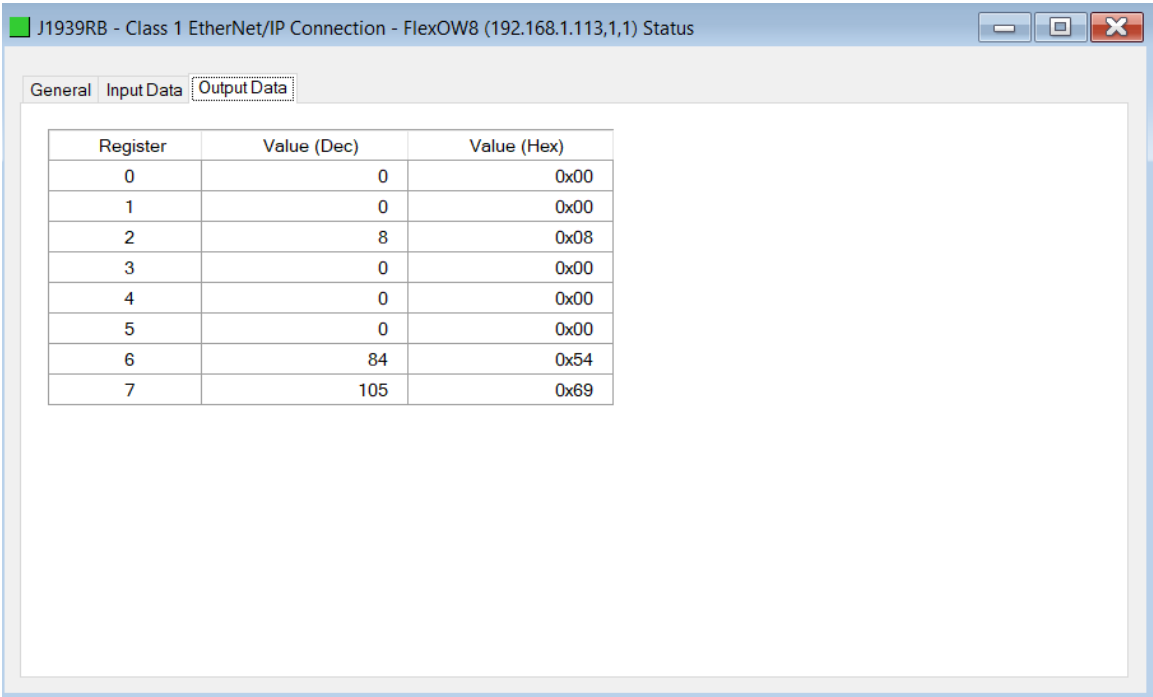 J1939RB - Class 1 EtherNet/IP Connection - FlexOW8 (192.168.1.113,1,1) Status
General Input Data Output Data
Register Value (Dec) Value (Hex)
0 0 0x00
1 0 0x00
2 8 0x08
3 0 0x00
4 0 0x00
5 0 0x00
6 84 0x54
7 105 0x69